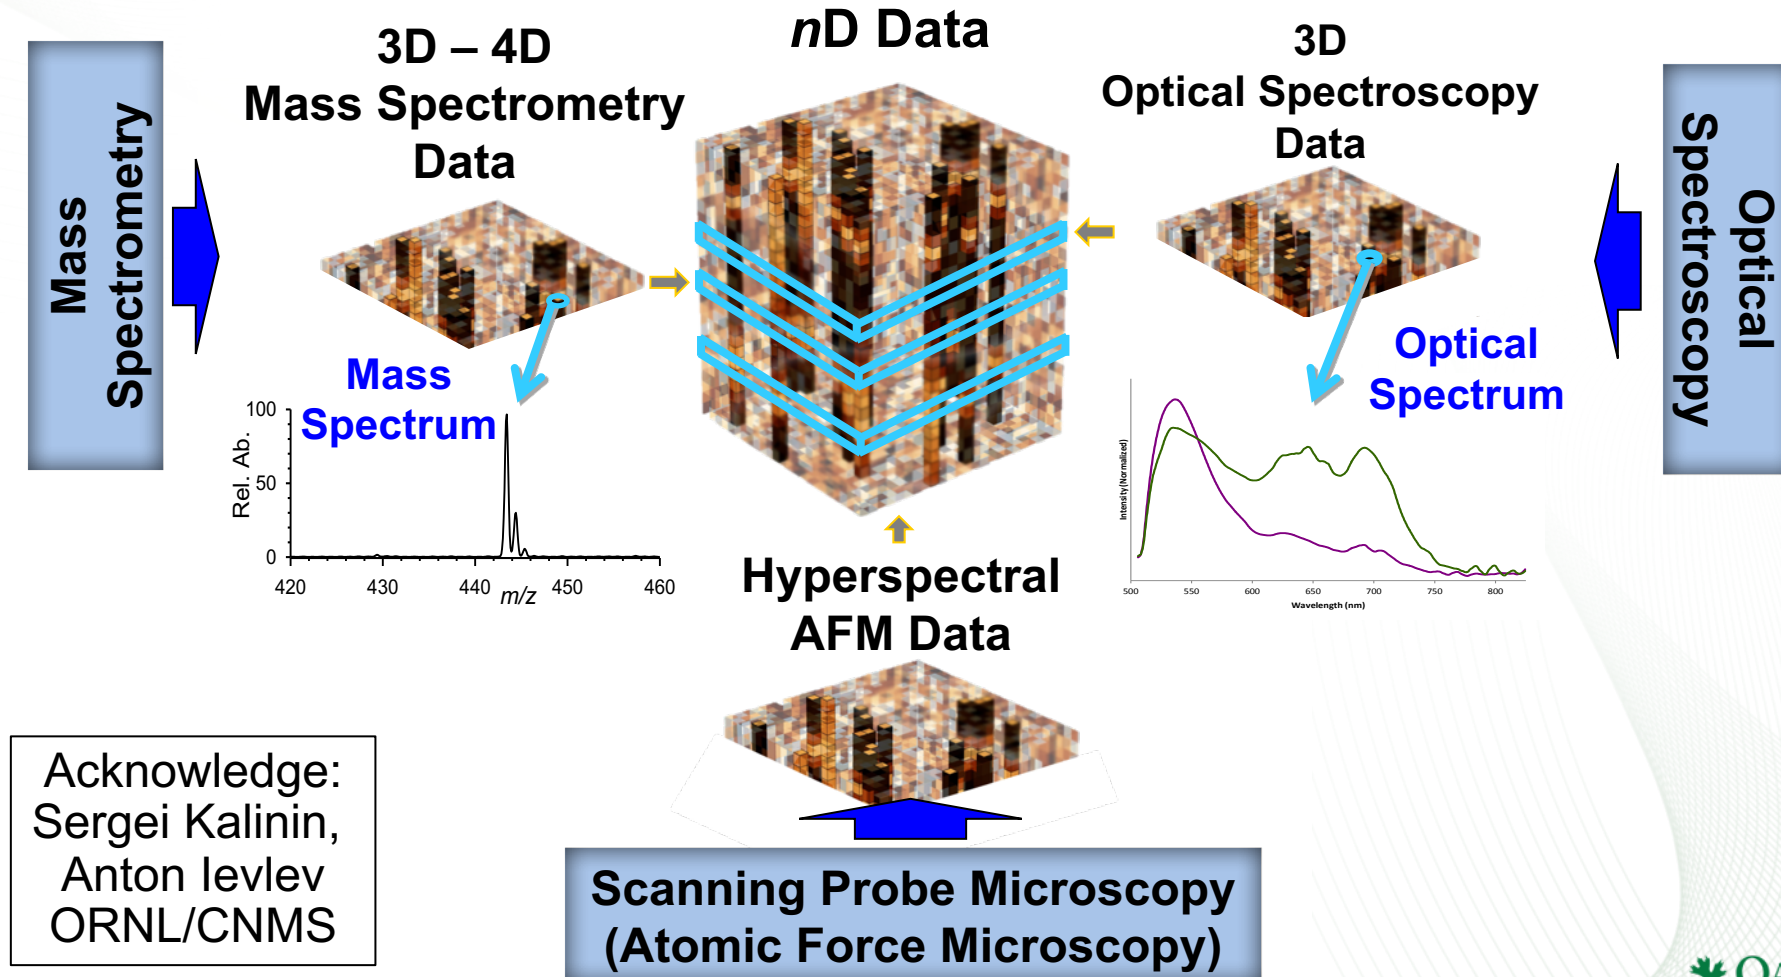 nD Data
3D – 4D
Mass Spectrometry
Data
3D
Optical Spectroscopy
Data
Mass
Spectrometry
Optical
Spectroscopy
Mass
Spectrum
Optical
Spectrum
100
50
0
Rel. Ab.
420 430 440 450 460
m/z
Intensity (Normalized)
500 550 600 650 700 750 800
Wavelength (nm)
Hyperspectral
AFM Data
Acknowledge:
Sergei Kalinin,
Anton Ievlev
ORNL/CNMS
Scanning Probe Microscopy
(Atomic Force Microscopy)